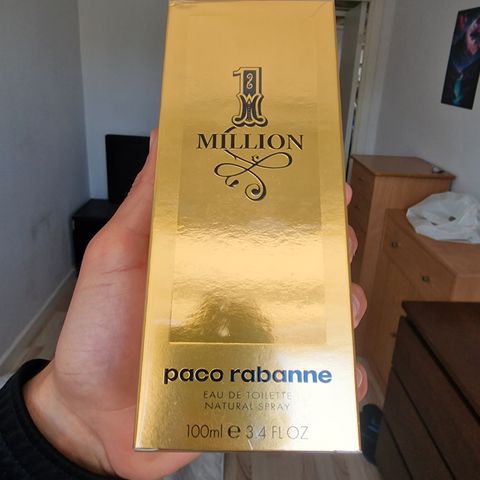 1
MILLION
paco rabanne
EAU DE TOILETTE
NATURAL SPRAY
100ml e 3.4 FL OZ